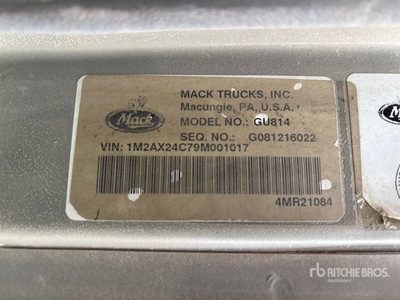 Mack
MACK TRUCKS, INC.
Macungie, PA, U.S.A.
MODEL NO.: GU814
SEQ. NO.: G081216022
VIN: 1M2AX24C79M001017
4MR21084
rb RITCHIE BROS.